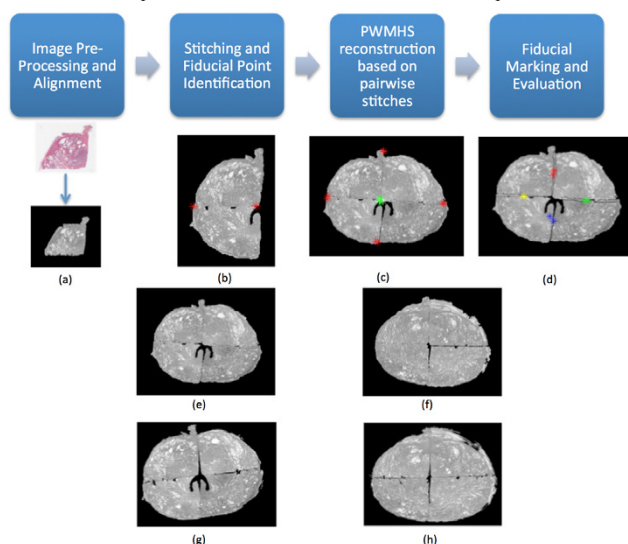 Image Pre-
Processing and
Alignment
Stitching and
Fiducial Point
Identification
PWMHS
reconstruction
based on
pairwise
stitches
Fiducial
Marking and
Evaluation
(a)
(b)
(c)
(d)
(e)
(f)
(g)
(h)